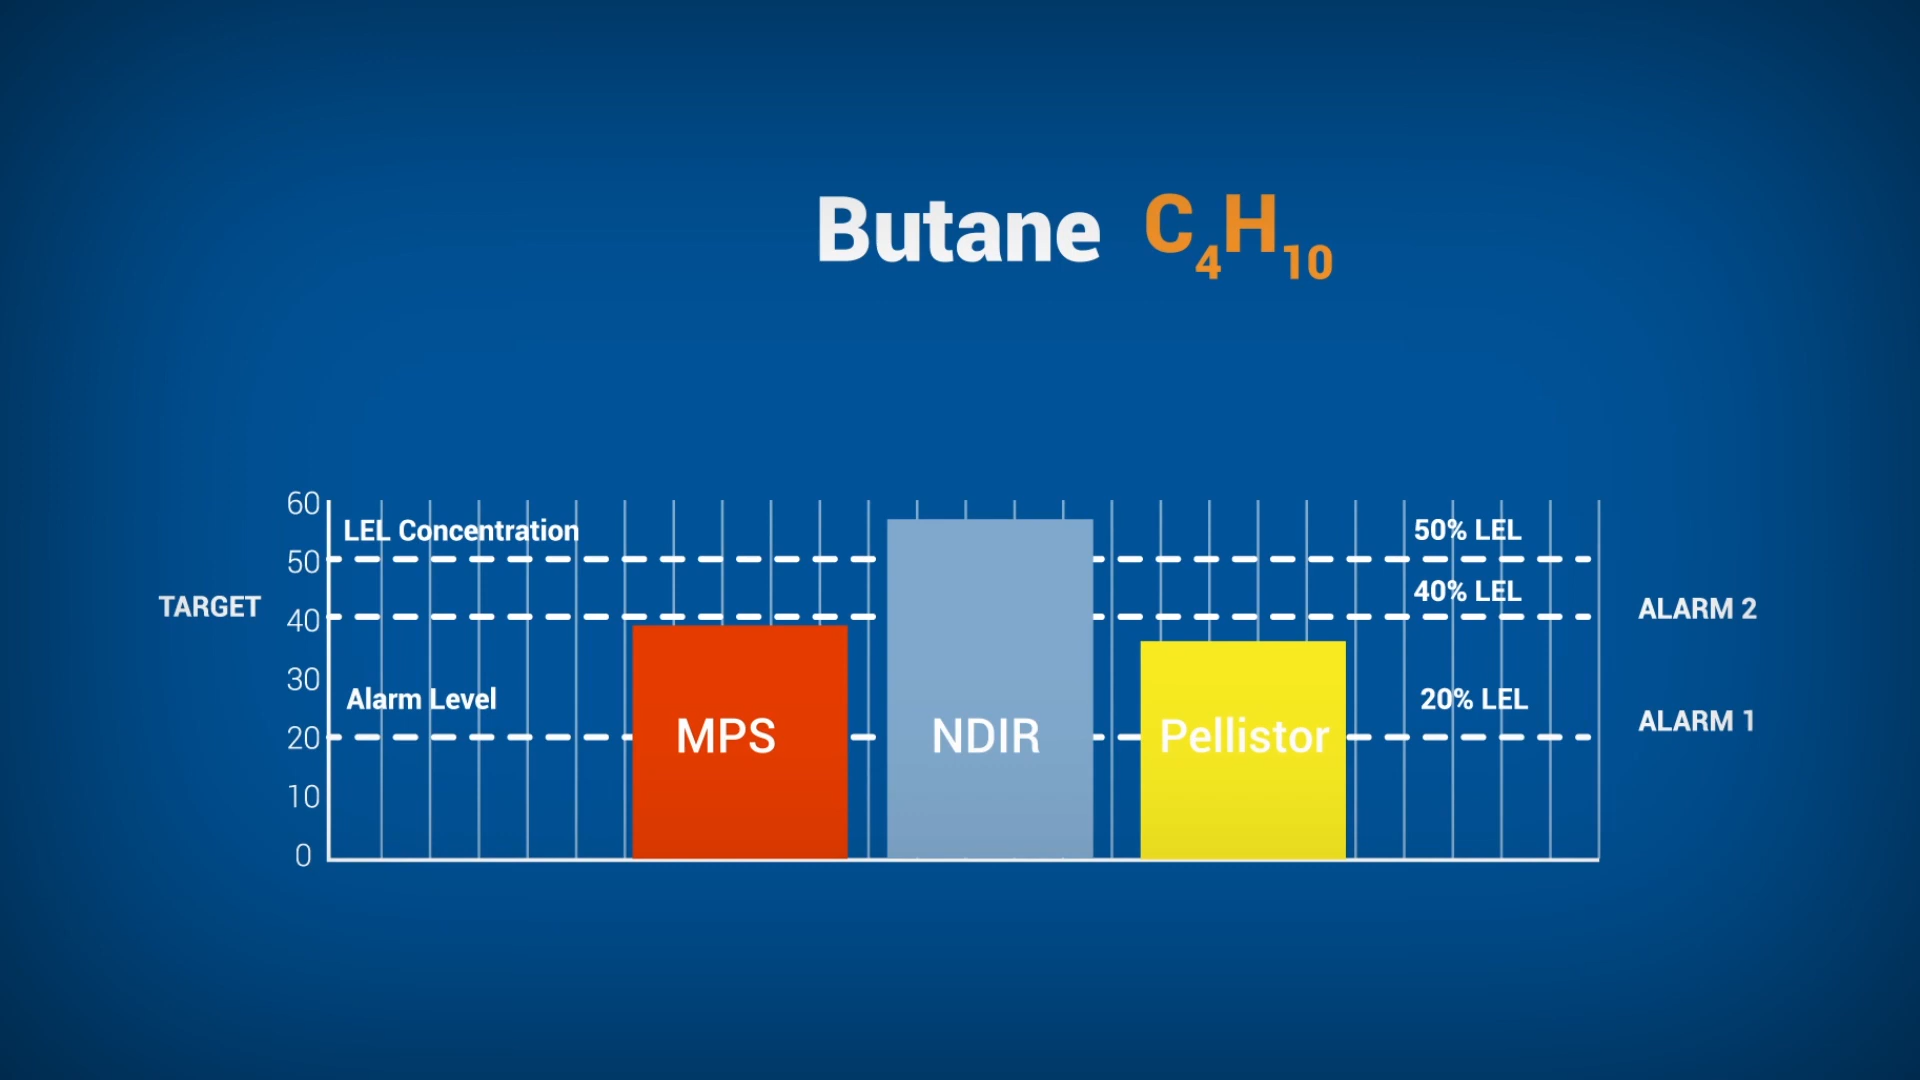 Butane C₄H₁₀
60
LEL Concentration
50% LEL
50
40% LEL
TARGET
40
ALARM 2
30
Alarm Level
20% LEL
20
ALARM 1
MPS
NDIR
Pellistor
10
0